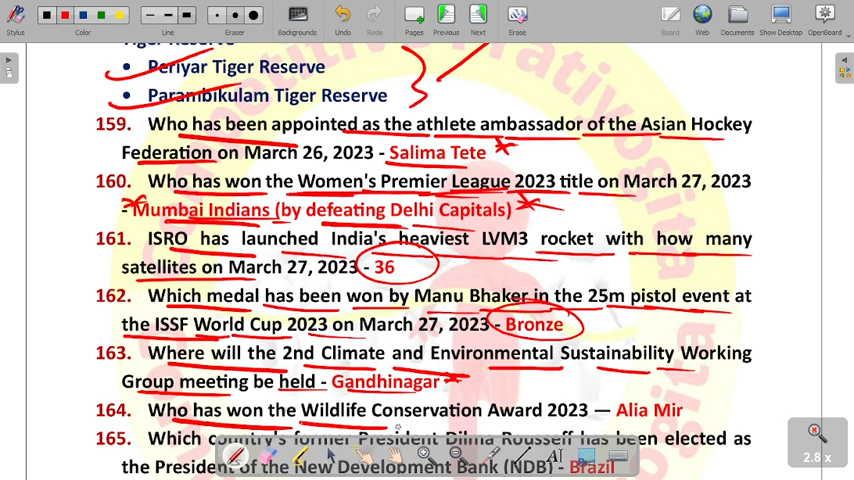 Stylus
Color
Line
Eraser
Backgrounds
Undo
Redo
Pages
Previous
Next
Erase
Board
Web
Documents
Show Desktop
OpenBoard
Tiger Reserve
• Periyar Tiger Reserve
• Parambikulam Tiger Reserve
159. Who has been appointed as the athlete ambassador of the Asian Hockey
Federation on March 26, 2023 - Salima Tete
160. Who has won the Women's Premier League 2023 title on March 27, 2023
- Mumbai Indians (by defeating Delhi Capitals)
161. ISRO has launched India's heaviest LVM3 rocket with how many
satellites on March 27, 2023 - 36
162. Which medal has been won by Manu Bhaker in the 25m pistol event at
the ISSF World Cup 2023 on March 27, 2023 - Bronze
163. Where will the 2nd Climate and Environmental Sustainability Working
Group meeting be held - Gandhinagar
164. Who has won the Wildlife Conservation Award 2023 — Alia Mir
165. Which country's former President Dilma Rousseff has been elected as
the President of the New Development Bank (NDB) - Brazil
2.8 x